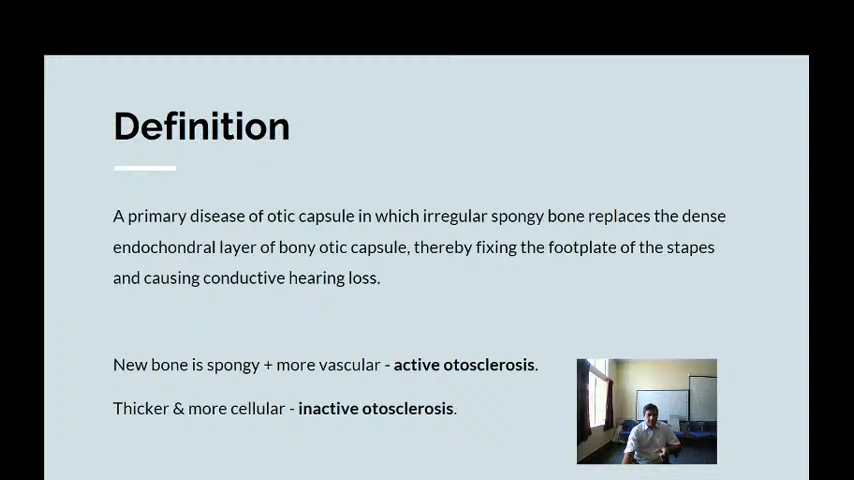 Definition
A primary disease of otic capsule in which irregular spongy bone replaces the dense
endochondral layer of bony otic capsule, thereby fixing the footplate of the stapes
and causing conductive hearing loss.
New bone is spongy + more vascular - active otosclerosis.
Thicker & more cellular - inactive otosclerosis.